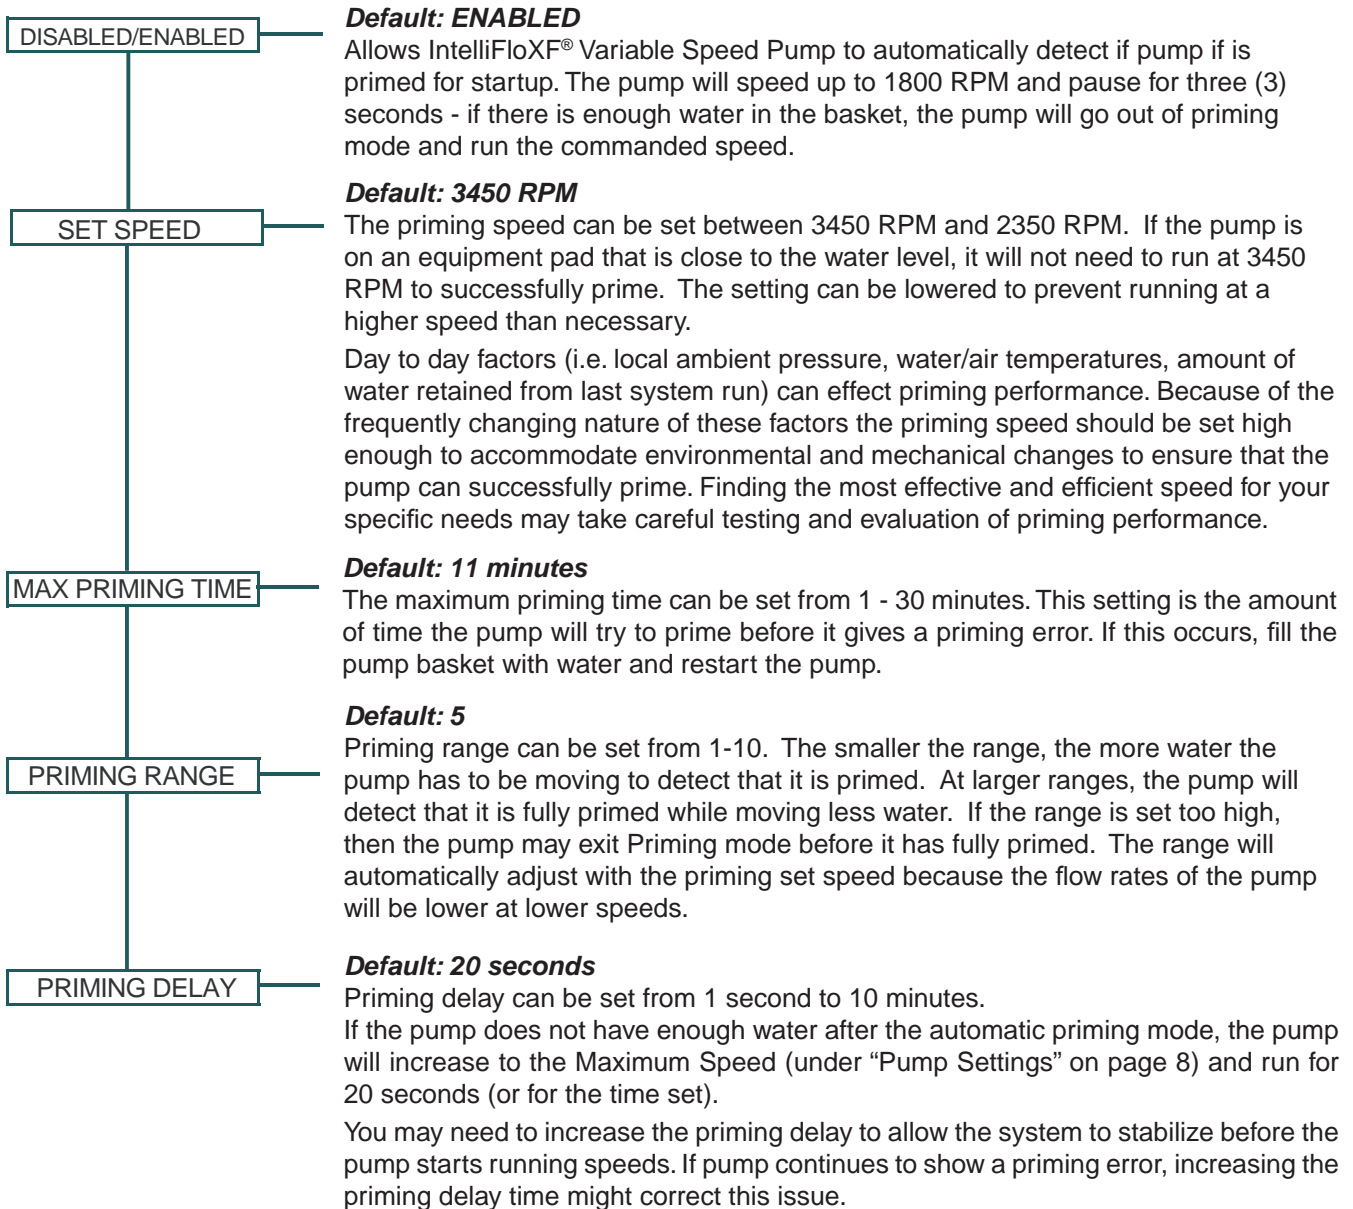 DISABLED/ENABLED
Default: ENABLED
Allows IntelliFloXF® Variable Speed Pump to automatically detect if pump if is
primed for startup. The pump will speed up to 1800 RPM and pause for three (3)
seconds - if there is enough water in the basket, the pump will go out of priming
mode and run the commanded speed.
SET SPEED
Default: 3450 RPM
The priming speed can be set between 3450 RPM and 2350 RPM. If the pump is
on an equipment pad that is close to the water level, it will not need to run at 3450
RPM to successfully prime. The setting can be lowered to prevent running at a
higher speed than necessary.
Day to day factors (i.e. local ambient pressure, water/air temperatures, amount of
water retained from last system run) can effect priming performance. Because of the
frequently changing nature of these factors the priming speed should be set high
enough to accommodate environmental and mechanical changes to ensure that the
pump can successfully prime. Finding the most effective and efficient speed for your
specific needs may take careful testing and evaluation of priming performance.
MAX PRIMING TIME
Default: 11 minutes
The maximum priming time can be set from 1 - 30 minutes. This setting is the amount
of time the pump will try to prime before it gives a priming error. If this occurs, fill the
pump basket with water and restart the pump.
PRIMING RANGE
Default: 5
Priming range can be set from 1-10. The smaller the range, the more water the
pump has to be moving to detect that it is primed. At larger ranges, the pump will
detect that it is fully primed while moving less water. If the range is set too high,
then the pump may exit Priming mode before it has fully primed. The range will
automatically adjust with the priming set speed because the flow rates of the pump
will be lower at lower speeds.
PRIMING DELAY
Default: 20 seconds
Priming delay can be set from 1 second to 10 minutes.
If the pump does not have enough water after the automatic priming mode, the pump
will increase to the Maximum Speed (under “Pump Settings” on page 8) and run for
20 seconds (or for the time set).
You may need to increase the priming delay to allow the system to stabilize before the
pump starts running speeds. If pump continues to show a priming error, increasing the
priming delay time might correct this issue.